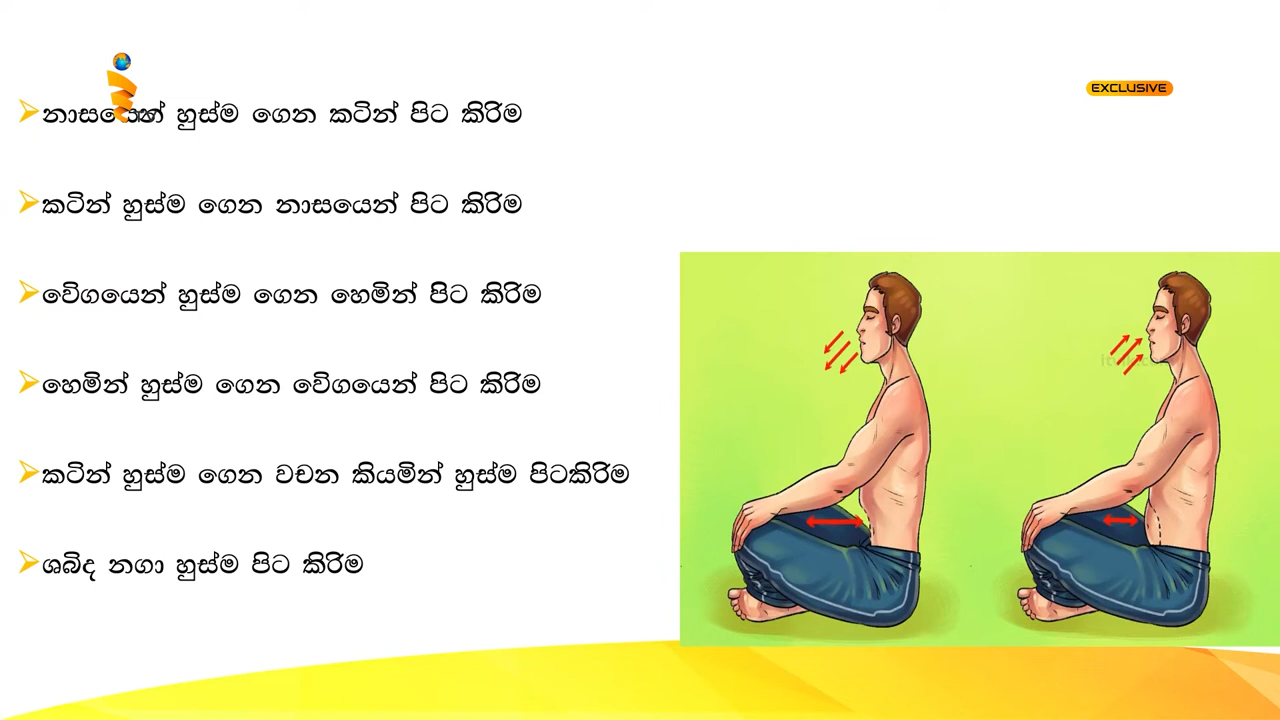 EXCLUSIVE
නාසයෙන් හුස්ම ගෙන කටින් පිට කිරිම
කටින් හුස්ම ගෙන නාසයෙන් පිට කිරිම
වේිගයෙන් හුස්ම ගෙන හෙමින් පිට කිරිම
හෙමින් හුස්ම ගෙන වේිගයෙන් පිට කිරිම
කටින් හුස්ම ගෙන වචන කියමින් හුස්ම පිටකිරිම
ශබිද නගා හුස්ම පිට කිරිම